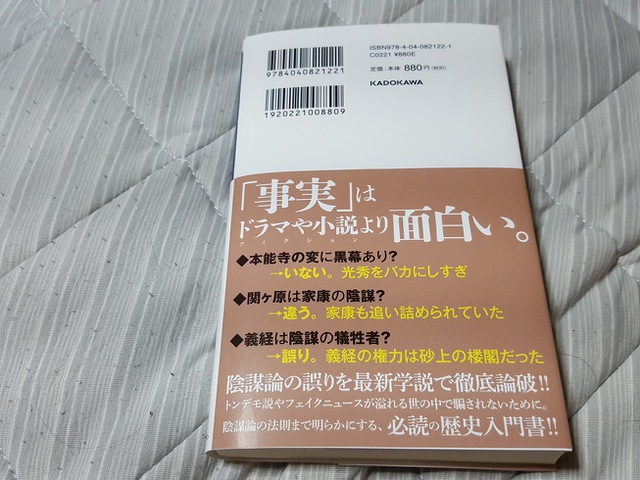 ISBN978-4-04-082122-1
C0221 ¥880E
定価:本体880円(税別)
KADOKAWA
9784040821221
1920221008809
「事実」は
ドラマや小説より面白い。
フィクション
◆本能寺の変に黒幕あり?
→いない。光秀をバカにしすぎ
◆関ヶ原は家康の陰謀?
→違う。家康も追い詰められていた
◆義経は陰謀の犠牲者?
→誤り。義経の権力は砂上の楼閣だった
陰謀論の誤りを最新学説で徹底論破!!
トンデモ説やフェイクニュースが溢れる世の中で騙されないために。
陰謀論の法則まで明らかにする、必読の歴史入門書!!